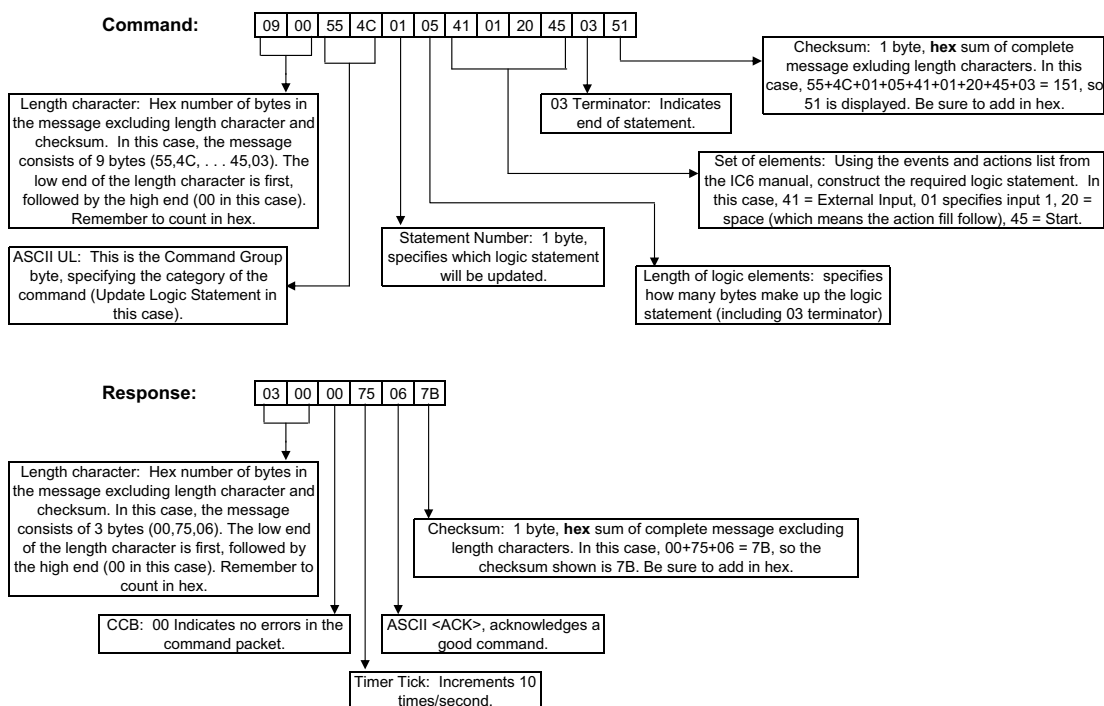 Command: 09 00 55 4C 01 05 41 01 20 45 03 51
Checksum: 1 byte, hex sum of complete
message exluding length characters. In this
case, 55+4C+01+05+41+01+20+45+03 = 151, so
51 is displayed. Be sure to add in hex.
Length character: Hex number of bytes in
the message excluding length character and
checksum. In this case, the message
consists of 9 bytes (55,4C, . . . 45,03). The
low end of the length character is first,
followed by the high end (00 in this case).
Remember to count in hex.
03 Terminator: Indicates
end of statement.
Set of elements: Using the events and actions list from
the IC6 manual, construct the required logic statement. In
this case, 41 = External Input, 01 specifies input 1, 20 =
space (which means the action fill follow), 45 = Start.
Statement Number: 1 byte,
specifies which logic statement
will be updated.
ASCII UL: This is the Command Group
byte, specifying the category of the
command (Update Logic Statement in
this case).
Length of logic elements: specifies
how many bytes make up the logic
statement (including 03 terminator)
Response: 03 00 00 75 06 7B
Length character: Hex number of bytes in
the message excluding length character and
checksum. In this case, the message
consists of 3 bytes (00,75,06). The low end
of the length character is first, followed by
the high end (00 in this case). Remember to
count in hex.
Checksum: 1 byte, hex sum of complete message excluding
length characters. In this case, 00+75+06 = 7B, so the
checksum shown is 7B. Be sure to add in hex.
CCB: 00 Indicates no errors in the
command packet.
ASCII <ACK>, acknowledges a
good command.
Timer Tick: Increments 10
times/second.